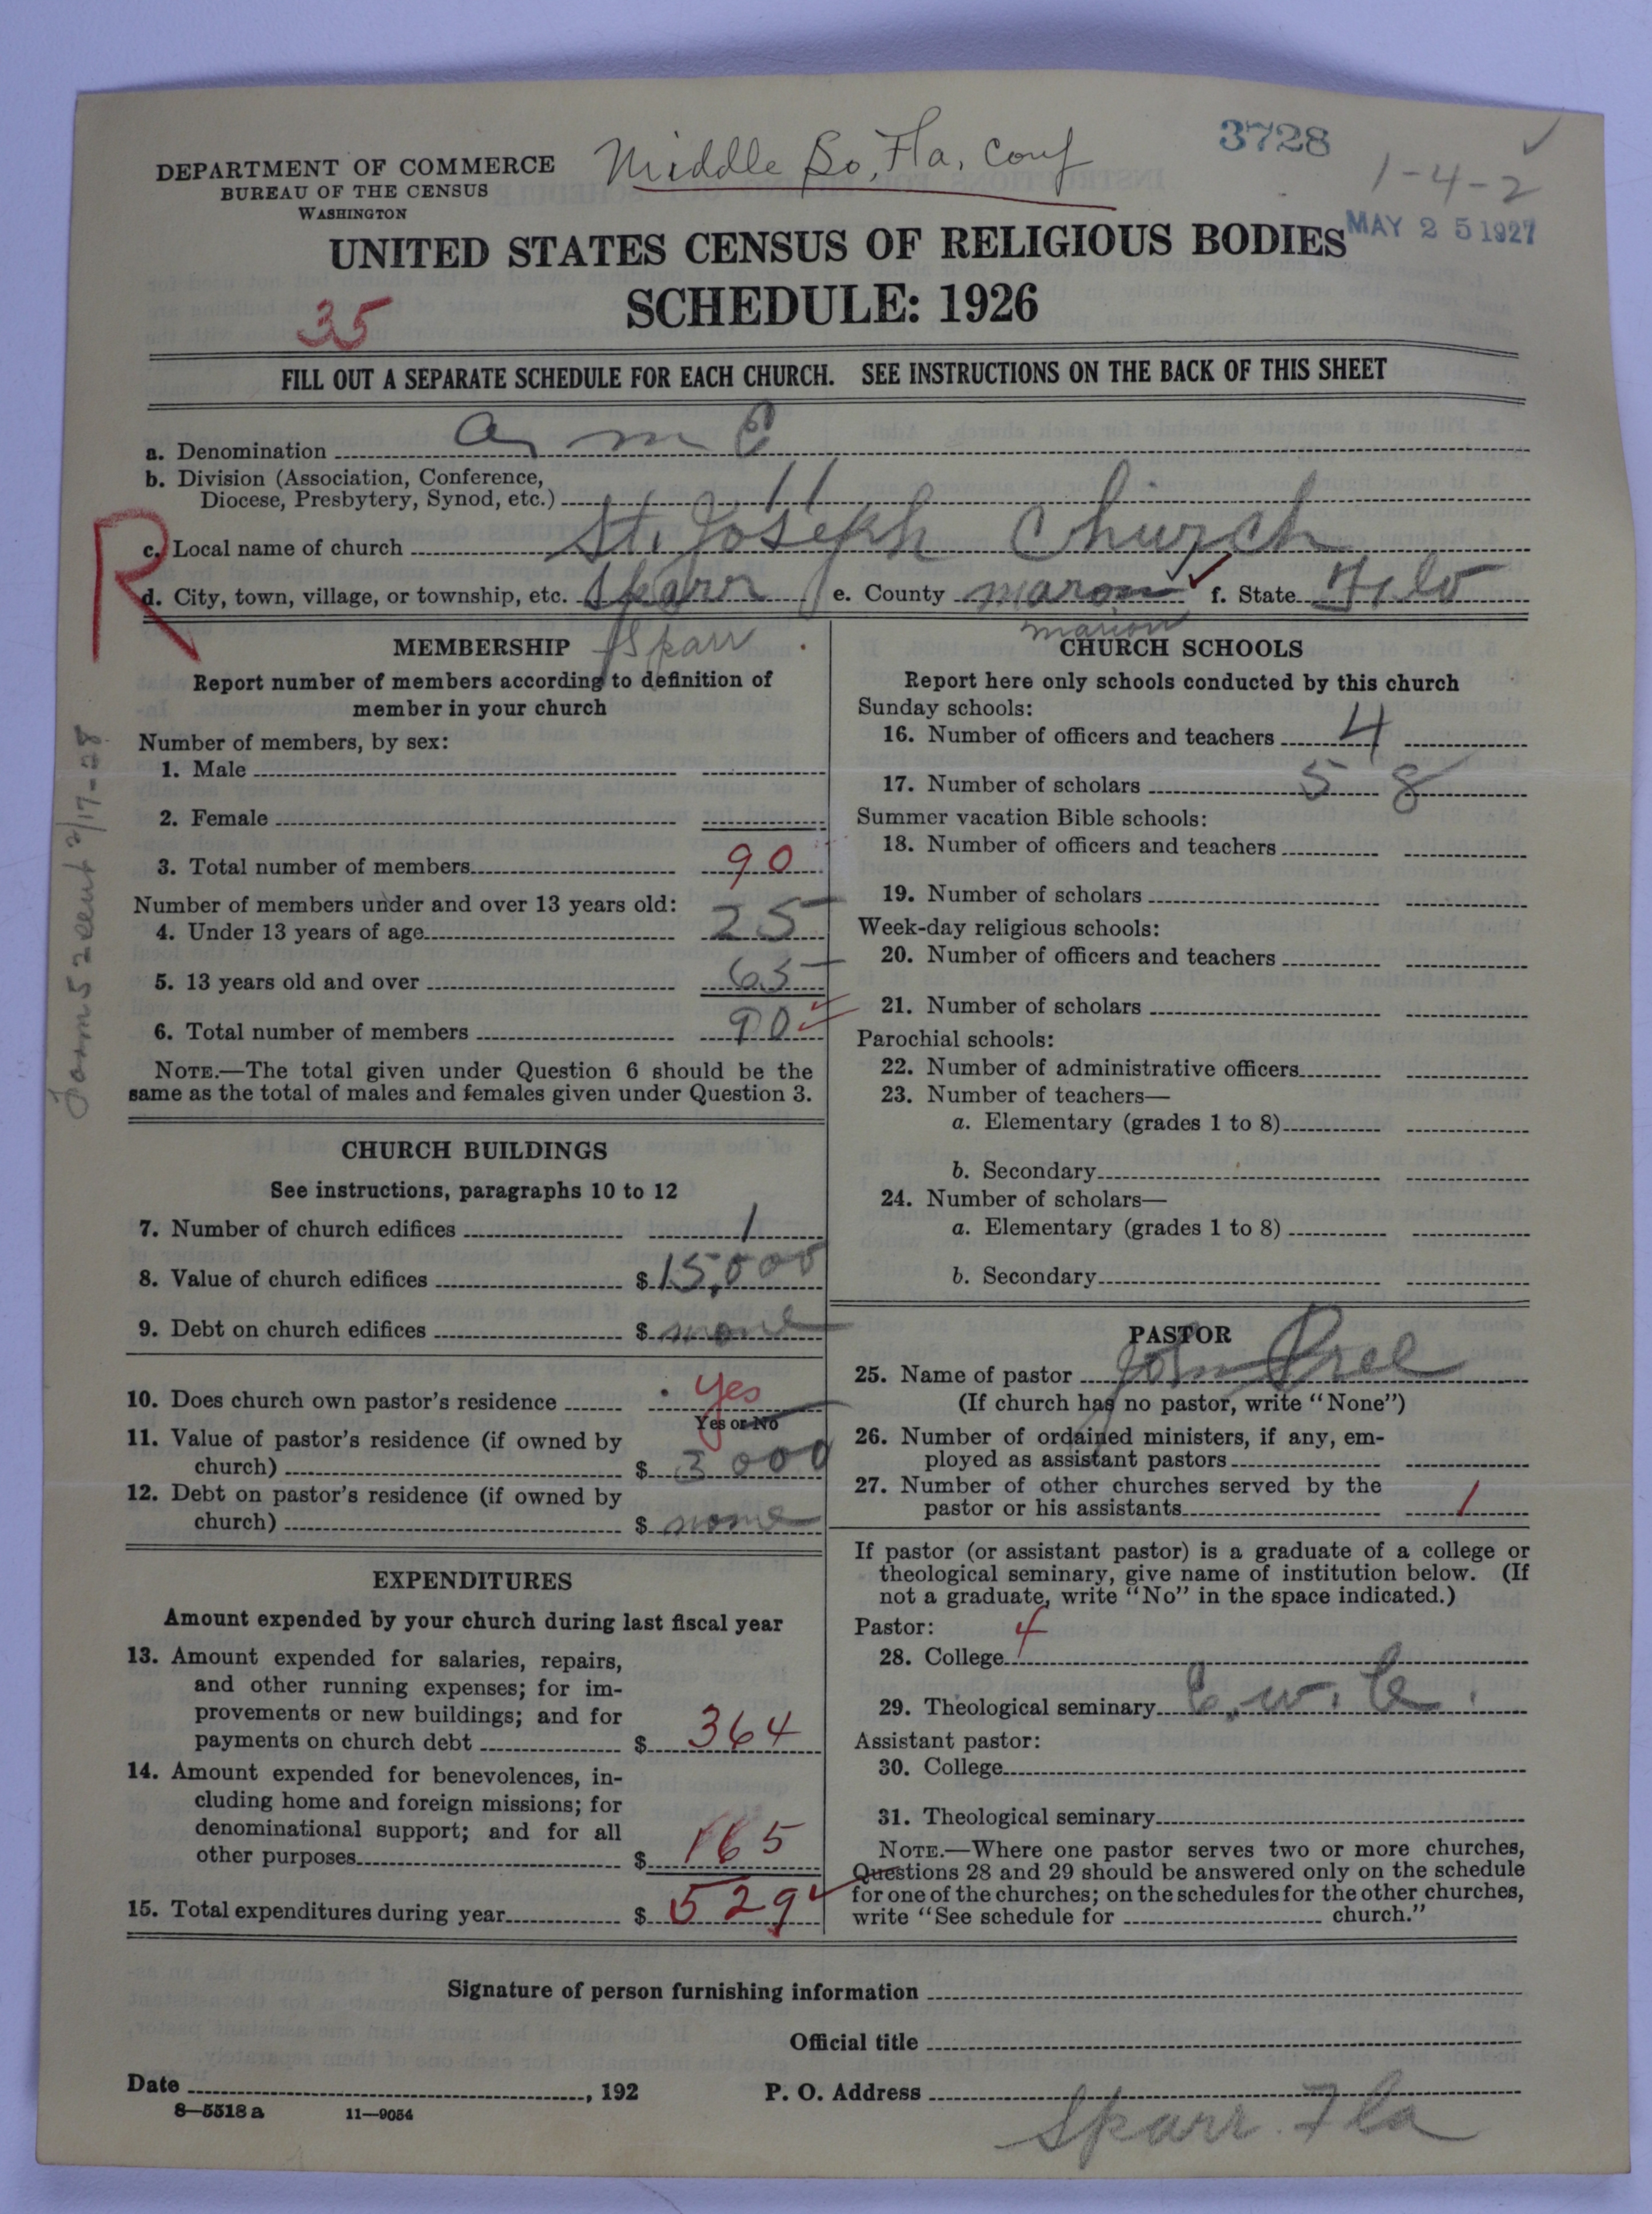 3728
DEPARTMENT OF COMMERCE
BUREAU OF THE CENSUS
WASHINGTON
Middle So, Fla, Conf
1-4-2
MAY 25 1927
UNITED STATES CENSUS OF RELIGIOUS BODIES
SCHEDULE: 1926
35
FILL OUT A SEPARATE SCHEDULE FOR EACH CHURCH. SEE INSTRUCTIONS ON THE BACK OF THIS SHEET
a. Denomination a m E
b. Division (Association, Conference,
Diocese, Presbytery, Synod, etc.) 11
R
c. Local name of church St. Joseph Church
d. City, town, village, or township, etc. Sparr e. County maron f. State
Sparr
marion
MEMBERSHIP
Report number of members according to definition of
member in your church
Number of members, by sex:
1. Male
2. Female
3. Total number of members 90
Number of members under and over 13 years old:
4. Under 13 years of age 25
5. 13 years old and over 65
6. Total number of members 90
NOTE.—The total given under Question 6 should be the
same as the total of males and females given under Question 3.
CHURCH BUILDINGS
See instructions, paragraphs 10 to 12
7. Number of church edifices 1
8. Value of church edifices $15,000
9. Debt on church edifices $ none
10. Does church own pastor's residence yes
Yes or No
11. Value of pastor's residence (if owned by
church) $ 3000
12. Debt on pastor's residence (if owned by
church) $ none
EXPENDITURES
Amount expended by your church during last fiscal year
13. Amount expended for salaries, repairs,
and other running expenses; for im-
provements or new buildings; and for
payments on church debt $ 364
14. Amount expended for benevolences, in-
cluding home and foreign missions; for
denominational support; and for all
other purposes $ 165
15. Total expenditures during year $ 529
CHURCH SCHOOLS
Report here only schools conducted by this church
Sunday schools:
16. Number of officers and teachers 4
17. Number of scholars 58
Summer vacation Bible schools:
18. Number of officers and teachers
19. Number of scholars
Week-day religious schools:
20. Number of officers and teachers
21. Number of scholars
Parochial schools:
22. Number of administrative officers
23. Number of teachers—
a. Elementary (grades 1 to 8)
b. Secondary
24. Number of scholars—
a. Elementary (grades 1 to 8)
b. Secondary
PASTOR
25. Name of pastor John
(If church has no pastor, write "None")
26. Number of ordained ministers, if any, em-
ployed as assistant pastors
27. Number of other churches served by the
pastor or his assistants 1
If pastor (or assistant pastor) is a graduate of a college or
theological seminary, give name of institution below. (If
not a graduate, write "No" in the space indicated.)
Pastor: 4
28. College
29. Theological seminary E. W. C.
Assistant pastor:
30. College
31. Theological seminary
NOTE.—Where one pastor serves two or more churches,
Questions 28 and 29 should be answered only on the schedule
for one of the churches; on the schedules for the other churches,
write "See schedule for church."
Signature of person furnishing information
Official title
Date , 192 P. O. Address
Sparr. Fla
8—5518 a 11—9054
Form 52 sent 2/17-28